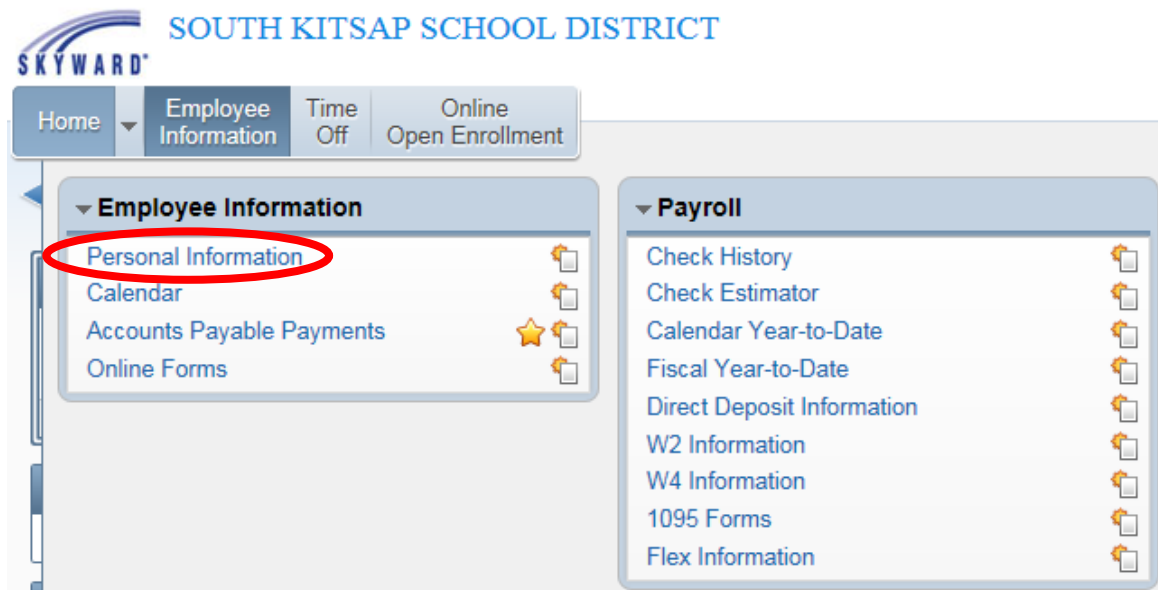 SOUTH KITSAP SCHOOL DISTRICT
SKYWARD
Home
Employee
Information
Time
Off
Online
Open Enrollment
Employee Information
Personal Information
Calendar
Accounts Payable Payments
Online Forms
Payroll
Check History
Check Estimator
Calendar Year-to-Date
Fiscal Year-to-Date
Direct Deposit Information
W2 Information
W4 Information
1095 Forms
Flex Information